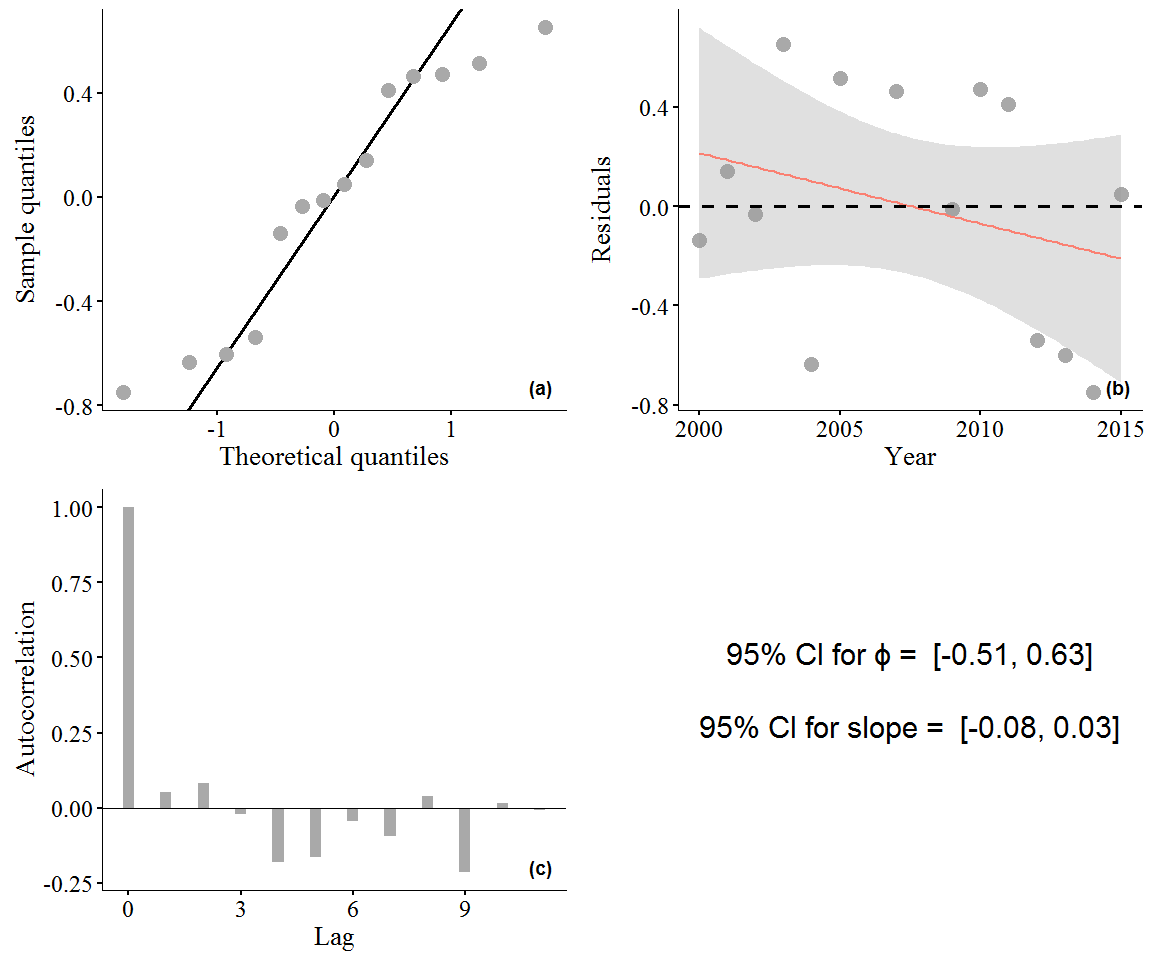 0.4
0.0
-0.4
-0.8
Sample quantiles
-1 0 1
Theoretical quantiles
(a)
0.4
0.0
-0.4
-0.8
Residuals
2000 2005 2010 2015
Year
(b)
1.00
0.75
0.50
0.25
0.00
-0.25
Autocorrelation
0 3 6 9
Lag
(c)
95% CI for ϕ = [-0.51, 0.63]
95% CI for slope = [-0.08, 0.03]